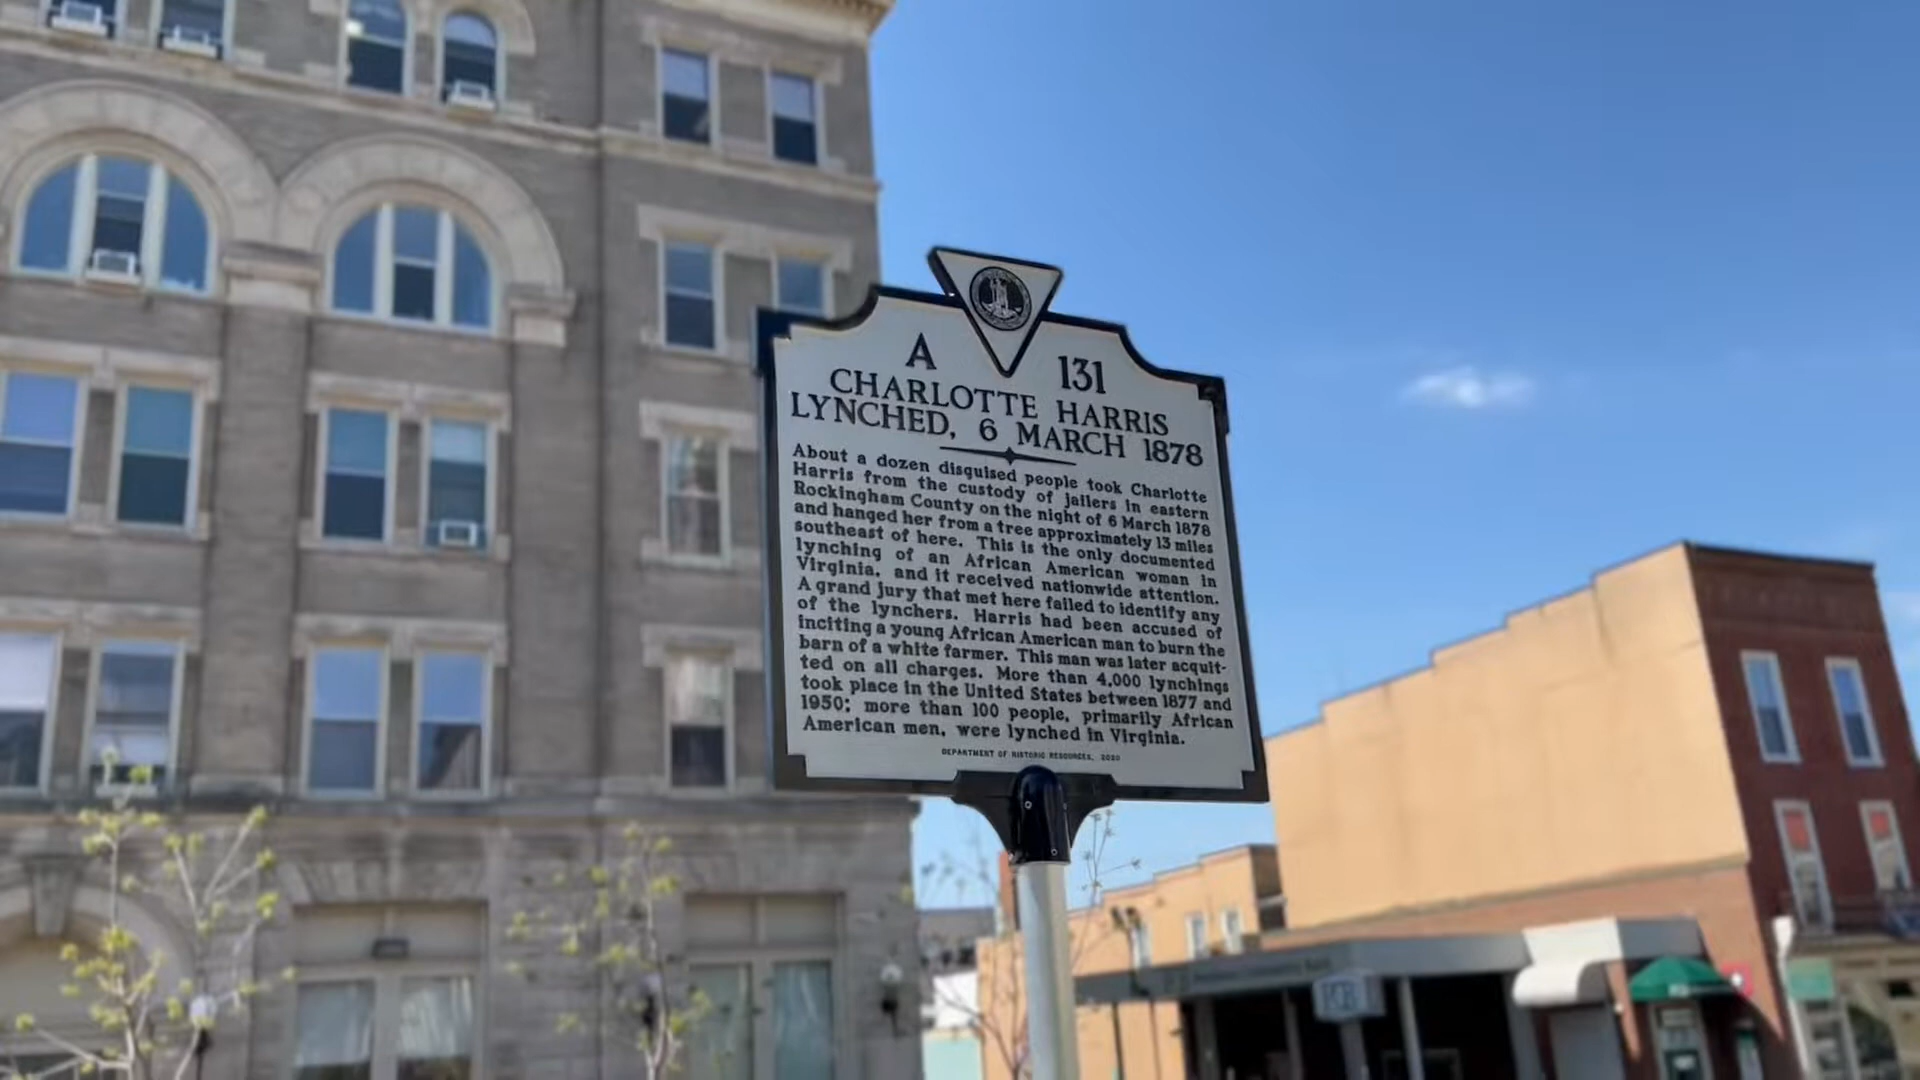 A 131
CHARLOTTE HARRIS
LYNCHED, 6 MARCH 1878
About a dozen disguised people took Charlotte
Harris from the custody of jailers in eastern
Rockingham County on the night of 6 March 1878
and hanged her from a tree approximately 13 miles
southeast of here. This is the only documented
lynching of an African American woman in
Virginia, and it received nationwide attention.
A grand jury that met here failed to identify any
of the lynchers. Harris had been accused of
inciting a young African American man to burn the
barn of a white farmer. This man was later acquit-
ted on all charges. More than 4,000 lynchings
took place in the United States between 1877 and
1950; more than 100 people, primarily African
American men, were lynched in Virginia.
DEPARTMENT OF HISTORIC RESOURCES, 2020